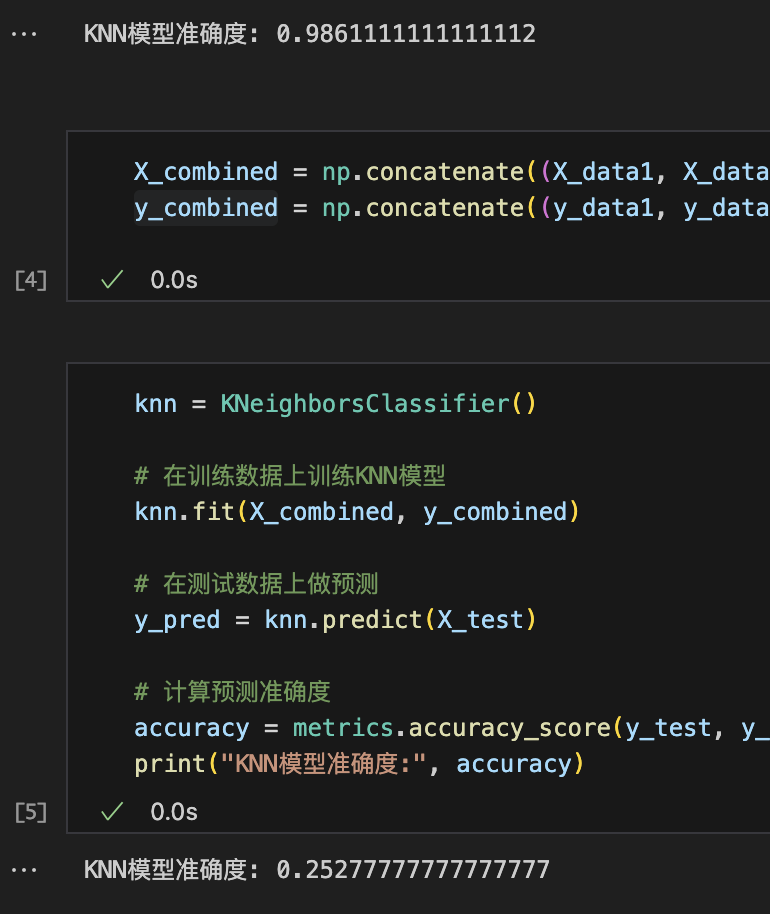 KNN模型准确度: 0.9861111111111112
X_combined = np.concatenate((X_data1, X_data
y_combined = np.concatenate((y_data1, y_data
[4]
0.0s
knn = KNeighborsClassifier()
# 在训练数据上训练KNN模型
knn.fit(X_combined, y_combined)
# 在测试数据上做预测
y_pred = knn.predict(X_test)
# 计算预测准确度
accuracy = metrics.accuracy_score(y_test, y_
print("KNN模型准确度:", accuracy)
[5]
0.0s
KNN模型准确度: 0.25277777777777777